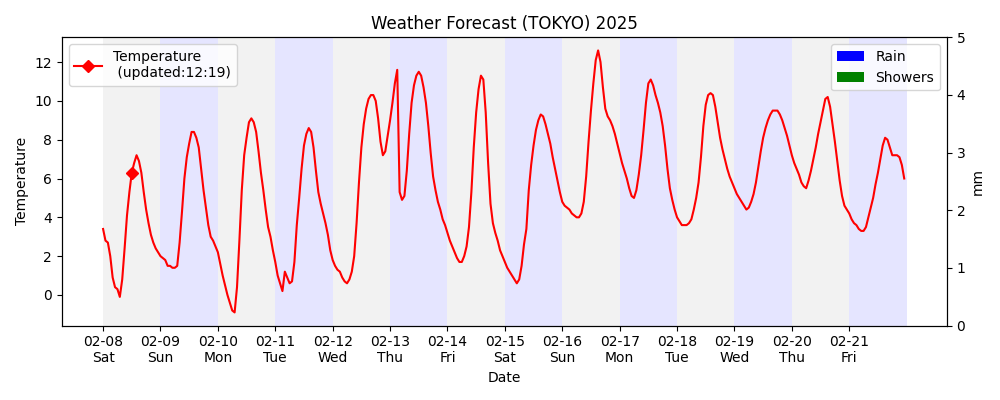 Weather Forecast (TOKYO) 2025
Temperature
(updated:12:19)
Rain
Showers
Temperature
12
10
8
6
4
2
0
5
4
3
2
1
0
mm
02-08 02-09 02-10 02-11 02-12 02-13 02-14 02-15 02-16 02-17 02-18 02-19 02-20 02-21
Sat Sun Mon Tue Wed Thu Fri Sat Sun Mon Tue Wed Thu Fri
Date